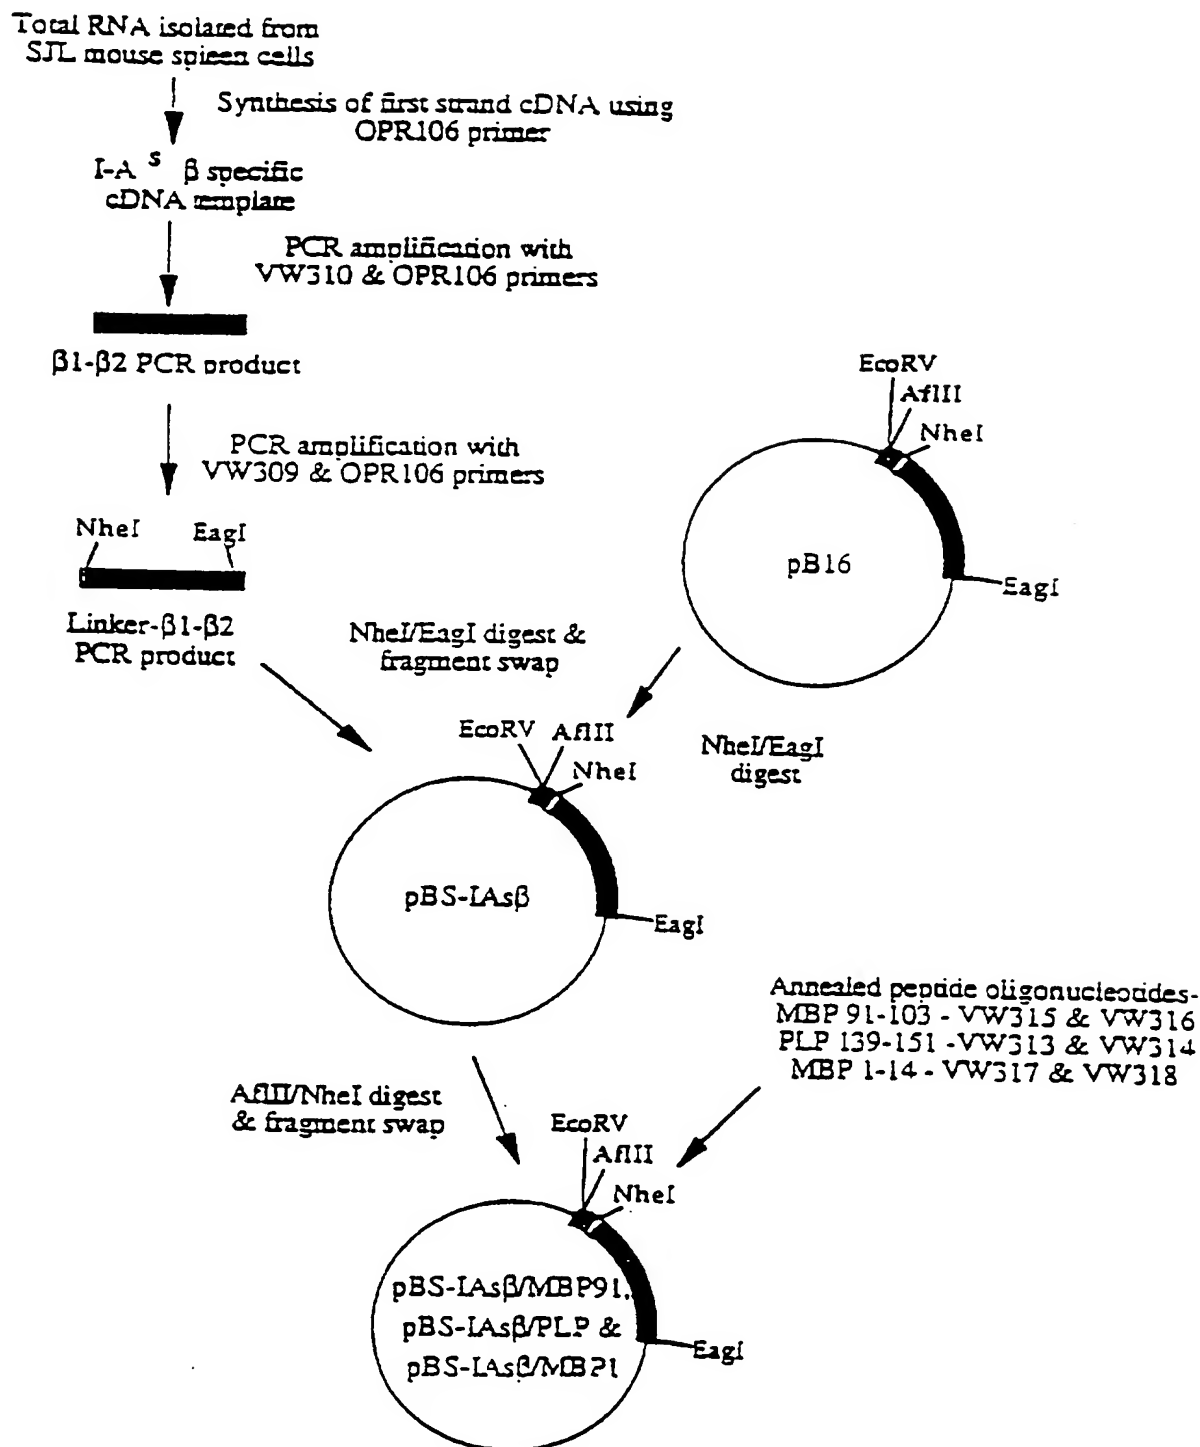 Total RNA isolated from
SJL mouse spleen cells
Synthesis of first strand cDNA using
OPR106 primer
I-A s β specific
cDNA template
PCR amplification with
VW310 & OPR106 primers
β1-β2 PCR product
PCR amplification with
VW309 & OPR106 primers
NheI EagI
Linker-β1-β2
PCR product
EcoRV
AflII
NheI
pB16
EagI
NheI/EagI digest &
fragment swap
NheI/EagI
digest
EcoRV AflII
NheI
pBS-IAsβ
EagI
Annealed peptide oligonucleotides-
MBP 91-103 - VW315 & VW316
PLP 139-151 -VW313 & VW314
MBP 1-14 - VW317 & VW318
AflII/NheI digest
& fragment swap
EcoRV
AflII
NheI
pBS-IAsβ/MBP91,
pBS-IAsβ/PLP &
pBS-IAsβ/MBP1
EagI